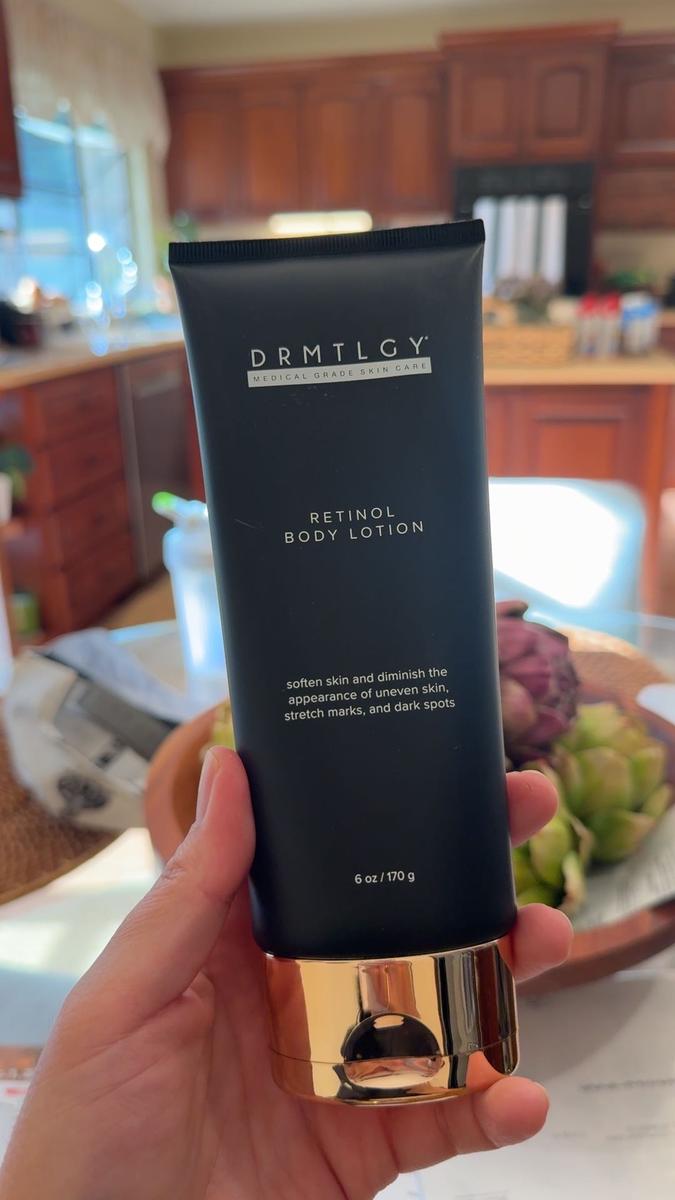 DRMTLGY®
MEDICAL GRADE SKIN CARE
RETINOL
BODY LOTION
soften skin and diminish the
appearance of uneven skin,
stretch marks, and dark spots
6 oz / 170 g